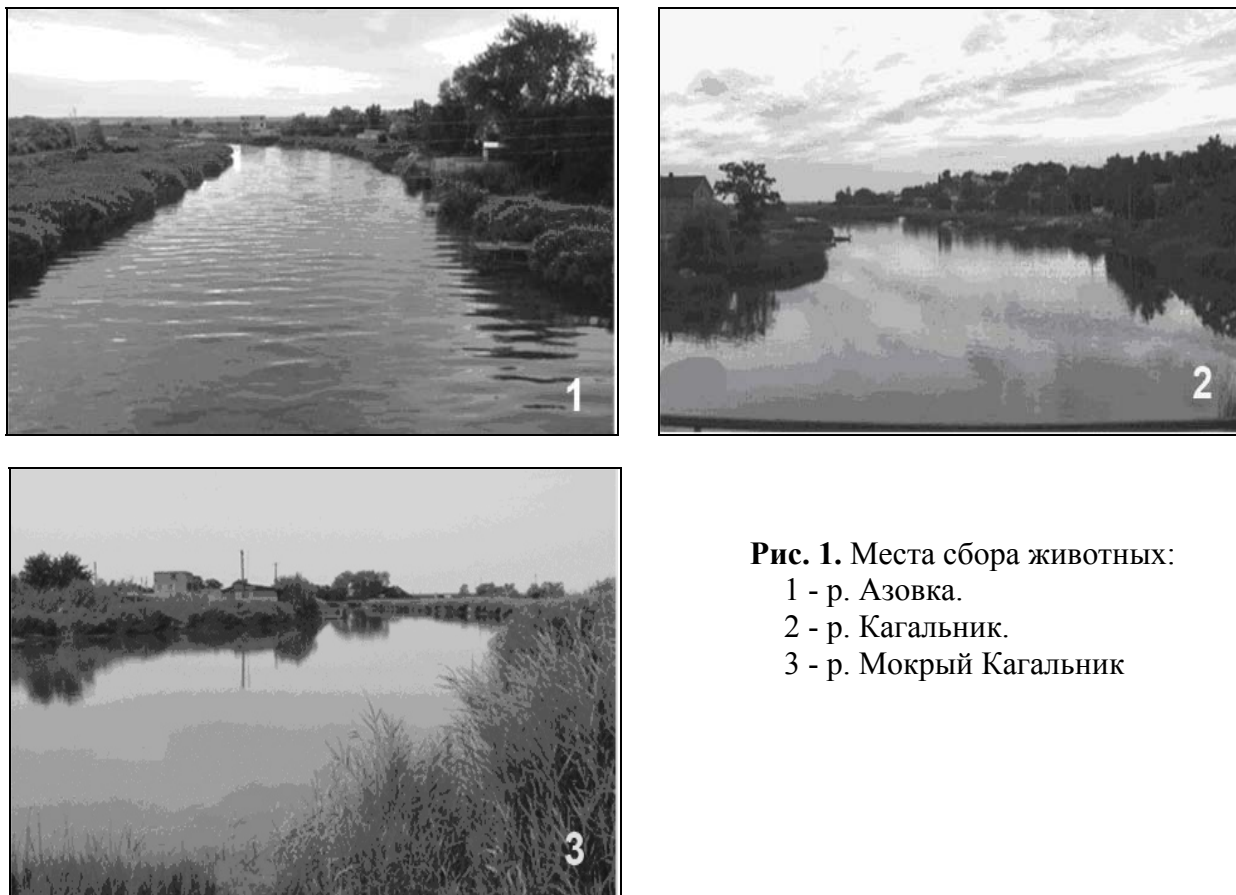 1
2
3
Рис. 1. Места сбора животных:
1 - р. Азовка.
2 - р. Кагальник.
3 - р. Мокрый Кагальник